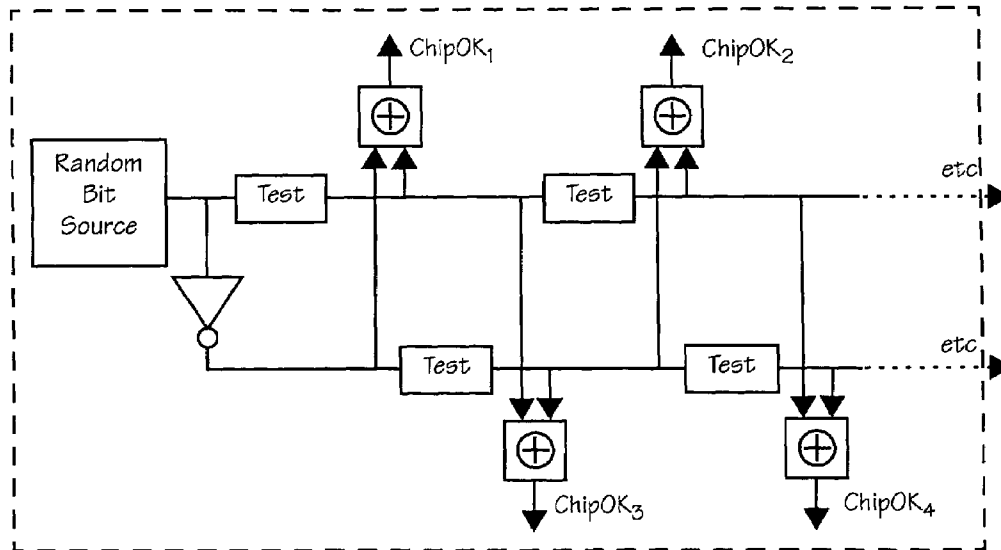 ChipOK₁
ChipOK₂
Random
Bit
Source
Test
Test
etc
Test
Test
etc
ChipOK₃
ChipOK₄